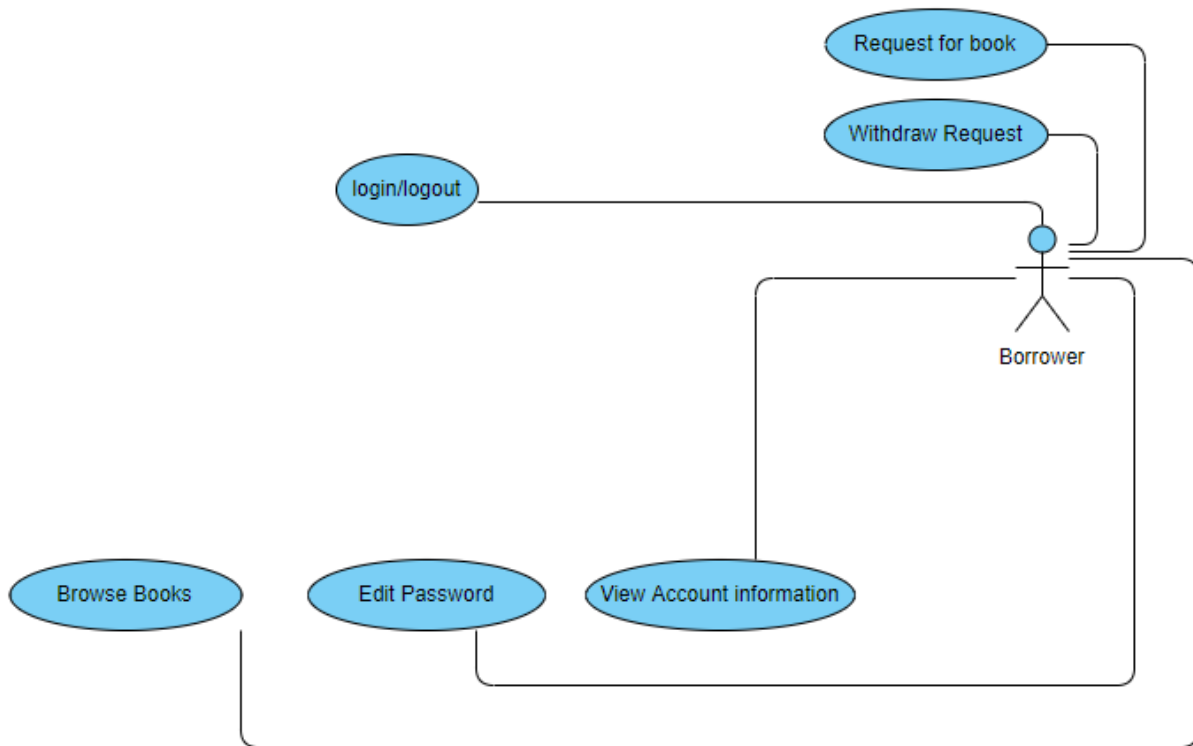 Request for book
Withdraw Request
login/logout
Borrower
Browse Books
Edit Password
View Account information